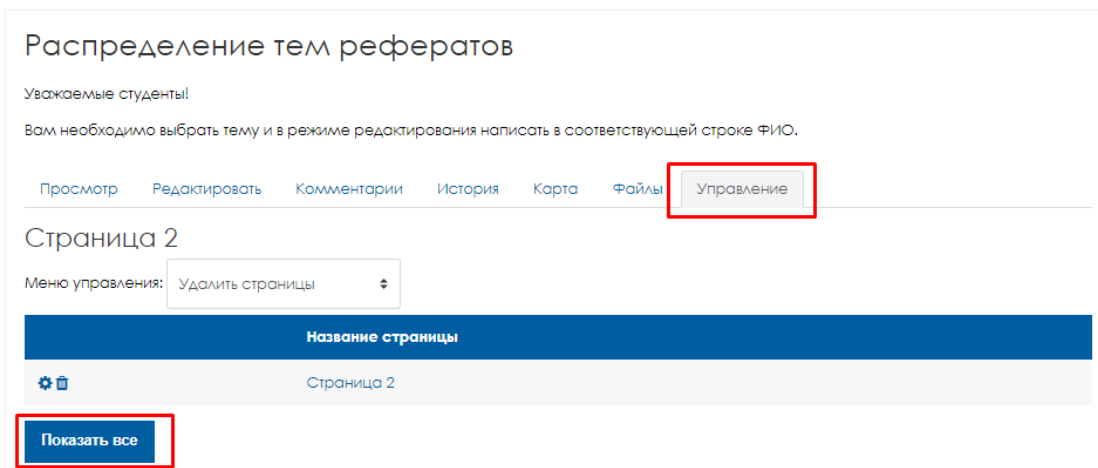 Распределение тем рефератов
Уважаемые студенты!
Вам необходимо выбрать тему и в режиме редактирования написать в соответствующей строке ФИО.
Просмотр Редактировать Комментарии История Карта Файлы Управление
Страница 2
Меню управления: Удалить страницы
Название страницы
Страница 2
Показать все